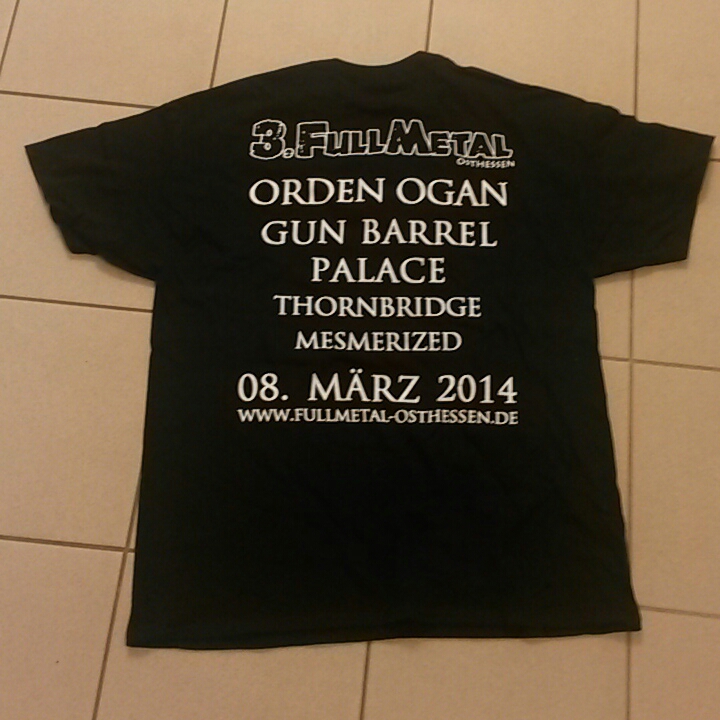 3. FULLMETAL
OSTHESSEN
ORDEN OGAN
GUN BARREL
PALACE
THORNBRIDGE
MESMERIZED
08. MÄRZ 2014
WWW.FULLMETAL-OSTHESSEN.DE